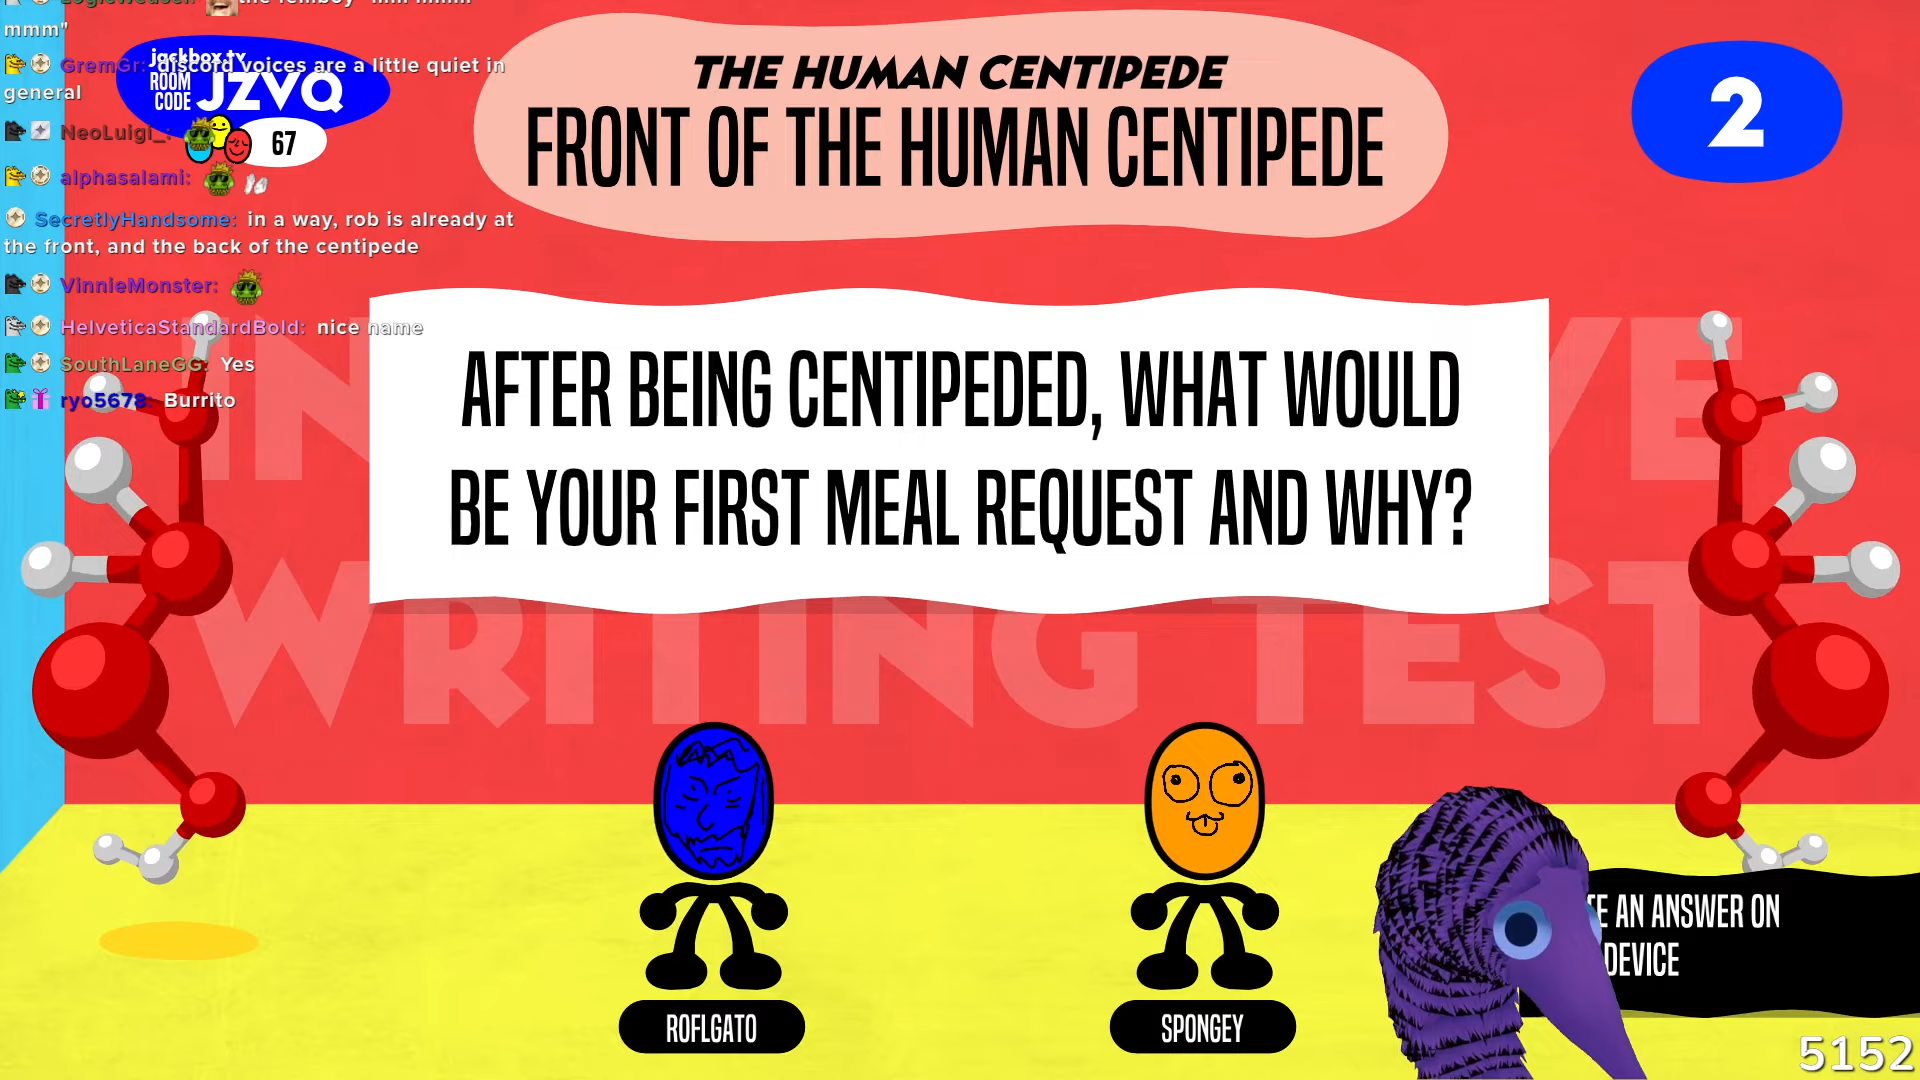 mmm"
GremGr: discord voices are a little quiet in
general
NeoLuigi_:
alphasalami:
SecretlyHandsome: in a way, rob is already at
the front, and the back of the centipede
VinnieMonster:
HelveticaStandardBold: nice name
SouthLaneGG: Yes
ryo5678: Burrito
jackbox.tv
ROOM
CODE
JZVQ
67
THE HUMAN CENTIPEDE
FRONT OF THE HUMAN CENTIPEDE
2
AFTER BEING CENTIPEDED, WHAT WOULD
BE YOUR FIRST MEAL REQUEST AND WHY?
WRITING TEST
ROFLGATO
SPONGEY
AN ANSWER ON
DEVICE
5152